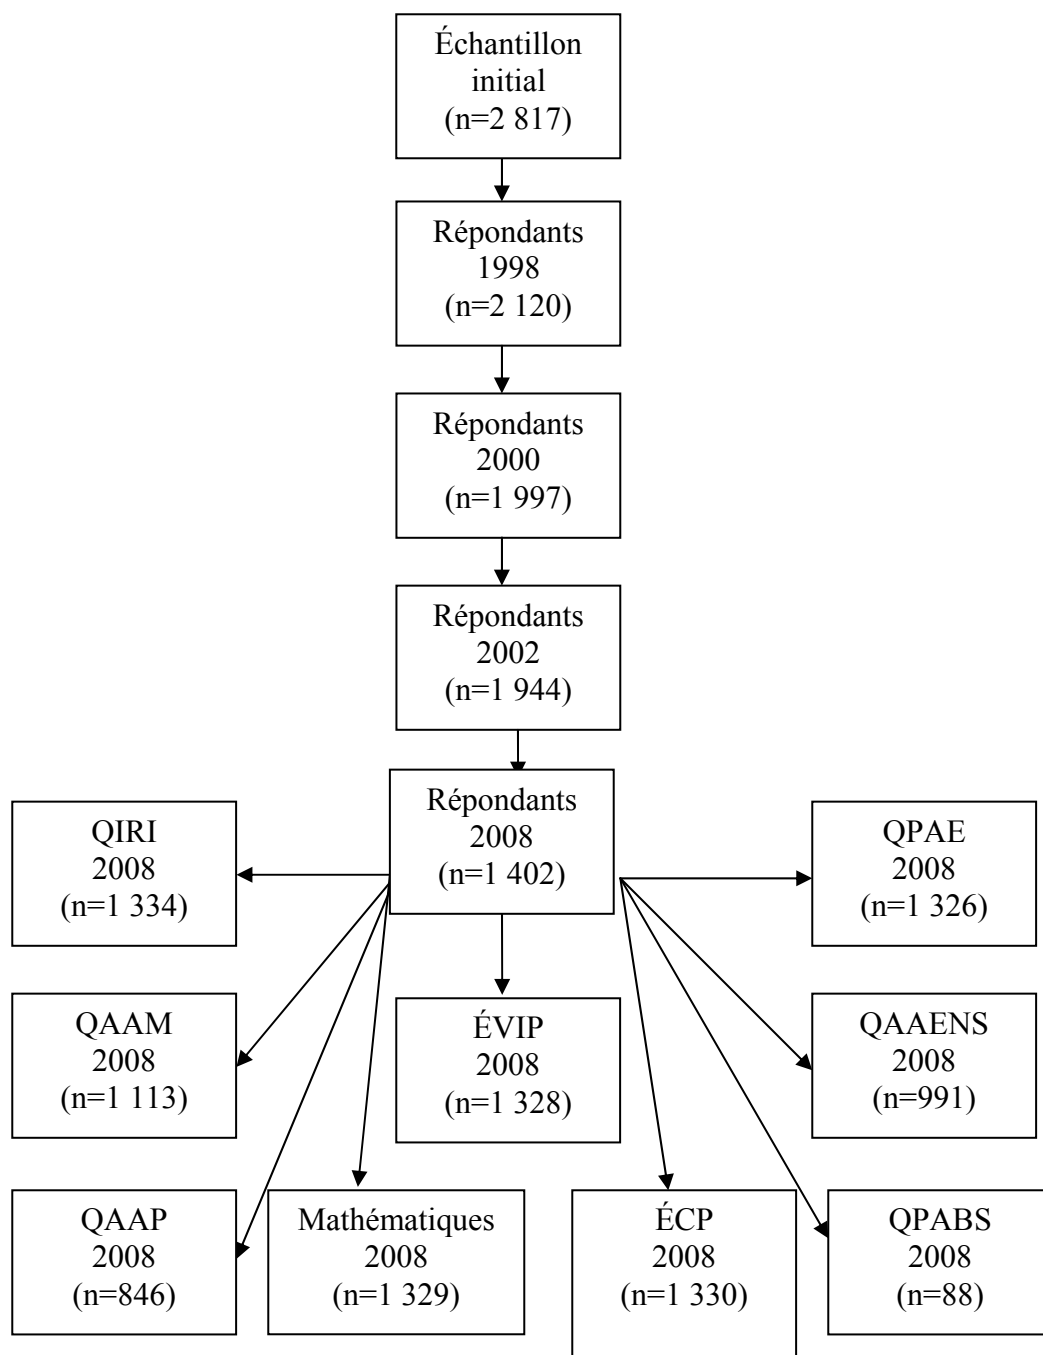 Échantillon
initial
(n=2 817)
Répondants
1998
(n=2 120)
Répondants
2000
(n=1 997)
Répondants
2002
(n=1 944)
Répondants
2008
(n=1 402)
QIRI
2008
(n=1 334)
QPAE
2008
(n=1 326)
QAAM
2008
(n=1 113)
ÉVIP
2008
(n=1 328)
QAAENS
2008
(n=991)
QAAP
2008
(n=846)
Mathématiques
2008
(n=1 329)
ÉCP
2008
(n=1 330)
QPABS
2008
(n=88)